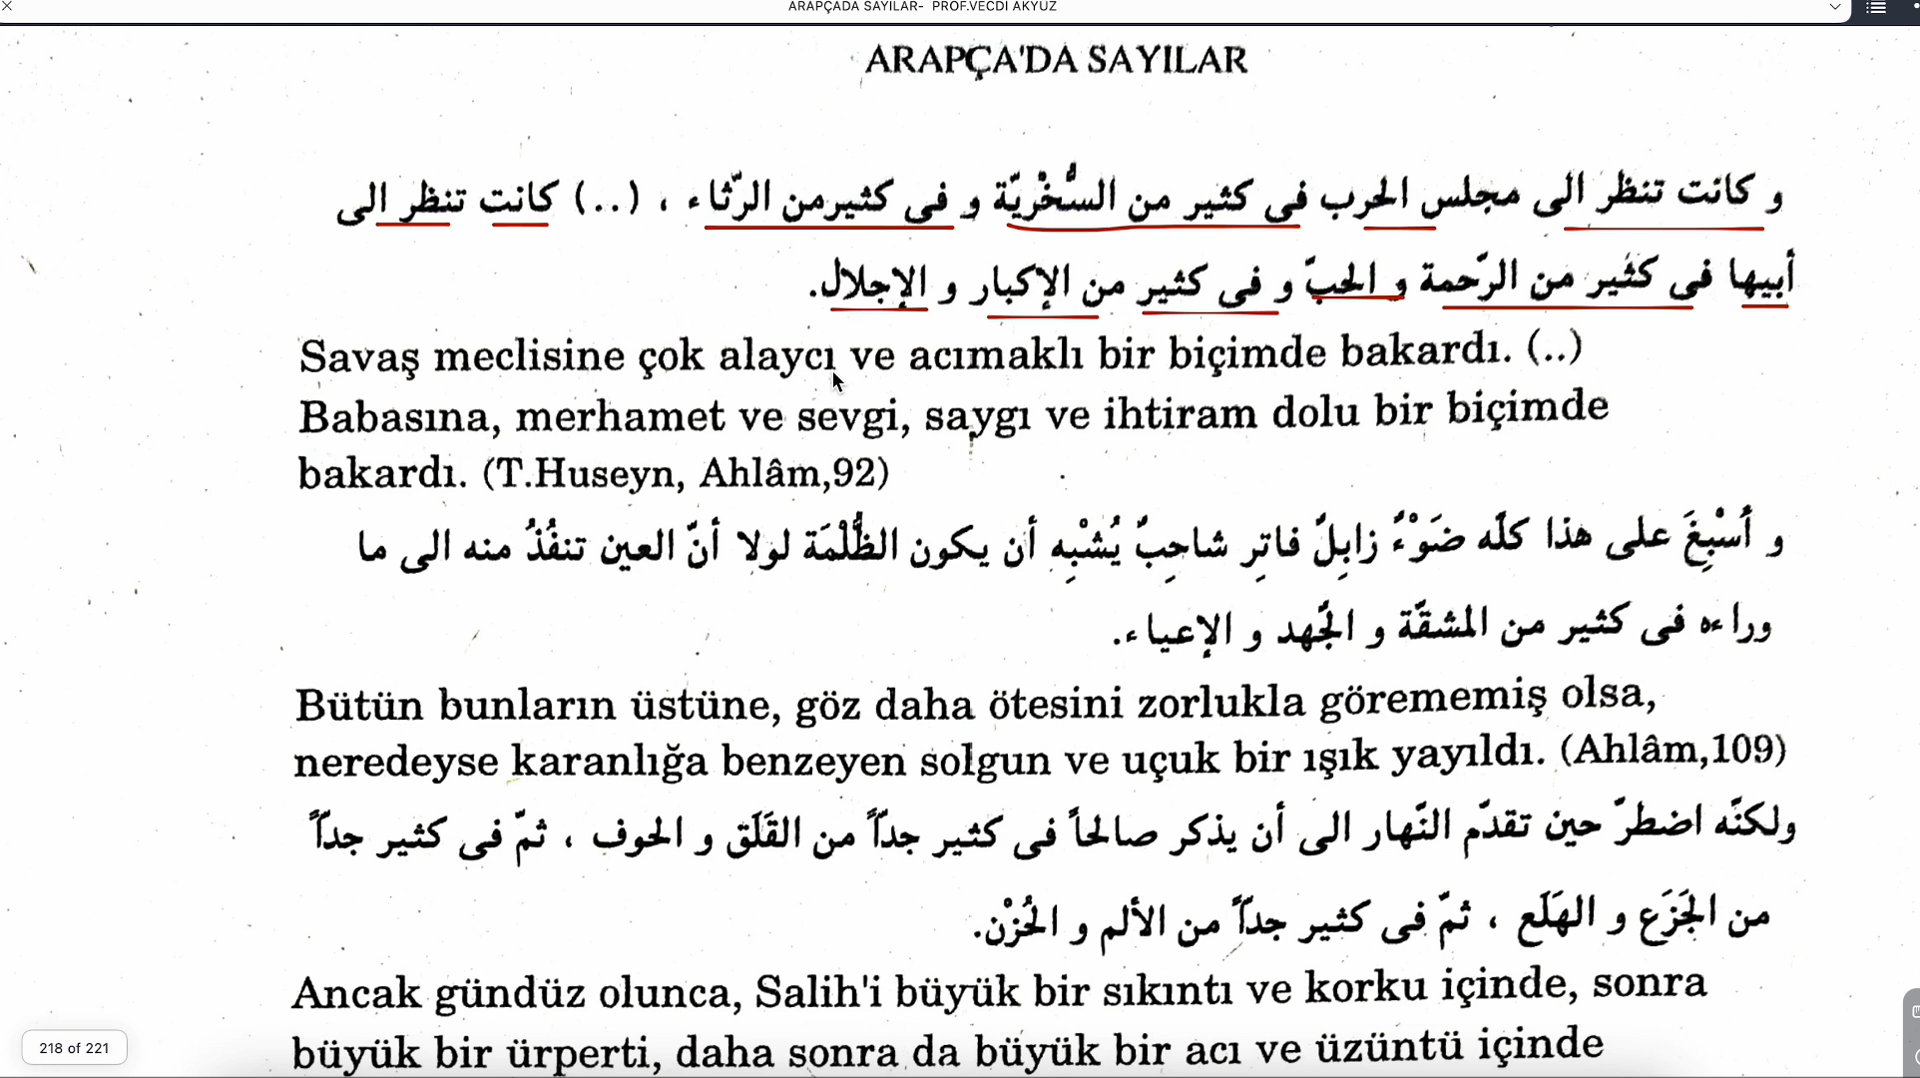 ARAPÇADA SAYILAR- PROF.VECDİ AKYÜZ
ARAPÇA'DA SAYILAR
و كانت تنظر الى مجلس الحرب فى كثير من السُّخْريّة و فى كثيرمن الرّثاء ، (..) كانت تنظر الى
أبيها فى كثير من الرّحمة و الحبّ و فى كثير من الإكبار و الإجلال.
Savaş meclisine çok alaycı ve acımaklı bir biçimde bakardı. (..)
Babasına, merhamet ve sevgi, saygı ve ihtiram dolu bir biçimde
bakardı. (T.Huseyn, Ahlâm,92)
و أُسْبِغَ على هذا كلّه ضَوْءٌ زابِلٌ فاتِر شاحِبٌ يُشْبِه أن يكون الظُّلْمَة لولا أنّ العين تنفُذُ منه الى ما
وراءه فى كثير من المشقّة و الجُهد و الإعياء.
Bütün bunların üstüne, göz daha ötesini zorlukla görememiş olsa,
neredeyse karanlığa benzeyen solgun ve uçuk bir ışık yayıldı. (Ahlâm,109)
ولكنّه اضطرّ حين تقدّم النّهار الى أن يذكر صالحاً فى كثير جدّاً من القَلَق و الخوف ، ثمّ فى كثير جدّاً
من الجَزَع و الهَلَع ، ثمّ فى كثير جدّاً من الألم و الحُزْن.
Ancak gündüz olunca, Salih'i büyük bir sıkıntı ve korku içinde, sonra
büyük bir ürperti, daha sonra da büyük bir acı ve üzüntü içinde
218 of 221